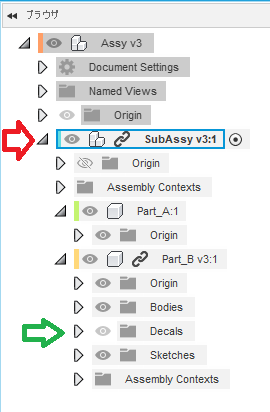 ブラウザ
Assy v3
Document Settings
Named Views
Origin
SubAssy v3:1
Origin
Assembly Contexts
Part_A:1
Origin
Part_B v3:1
Origin
Bodies
Decals
Sketches
Assembly Contexts